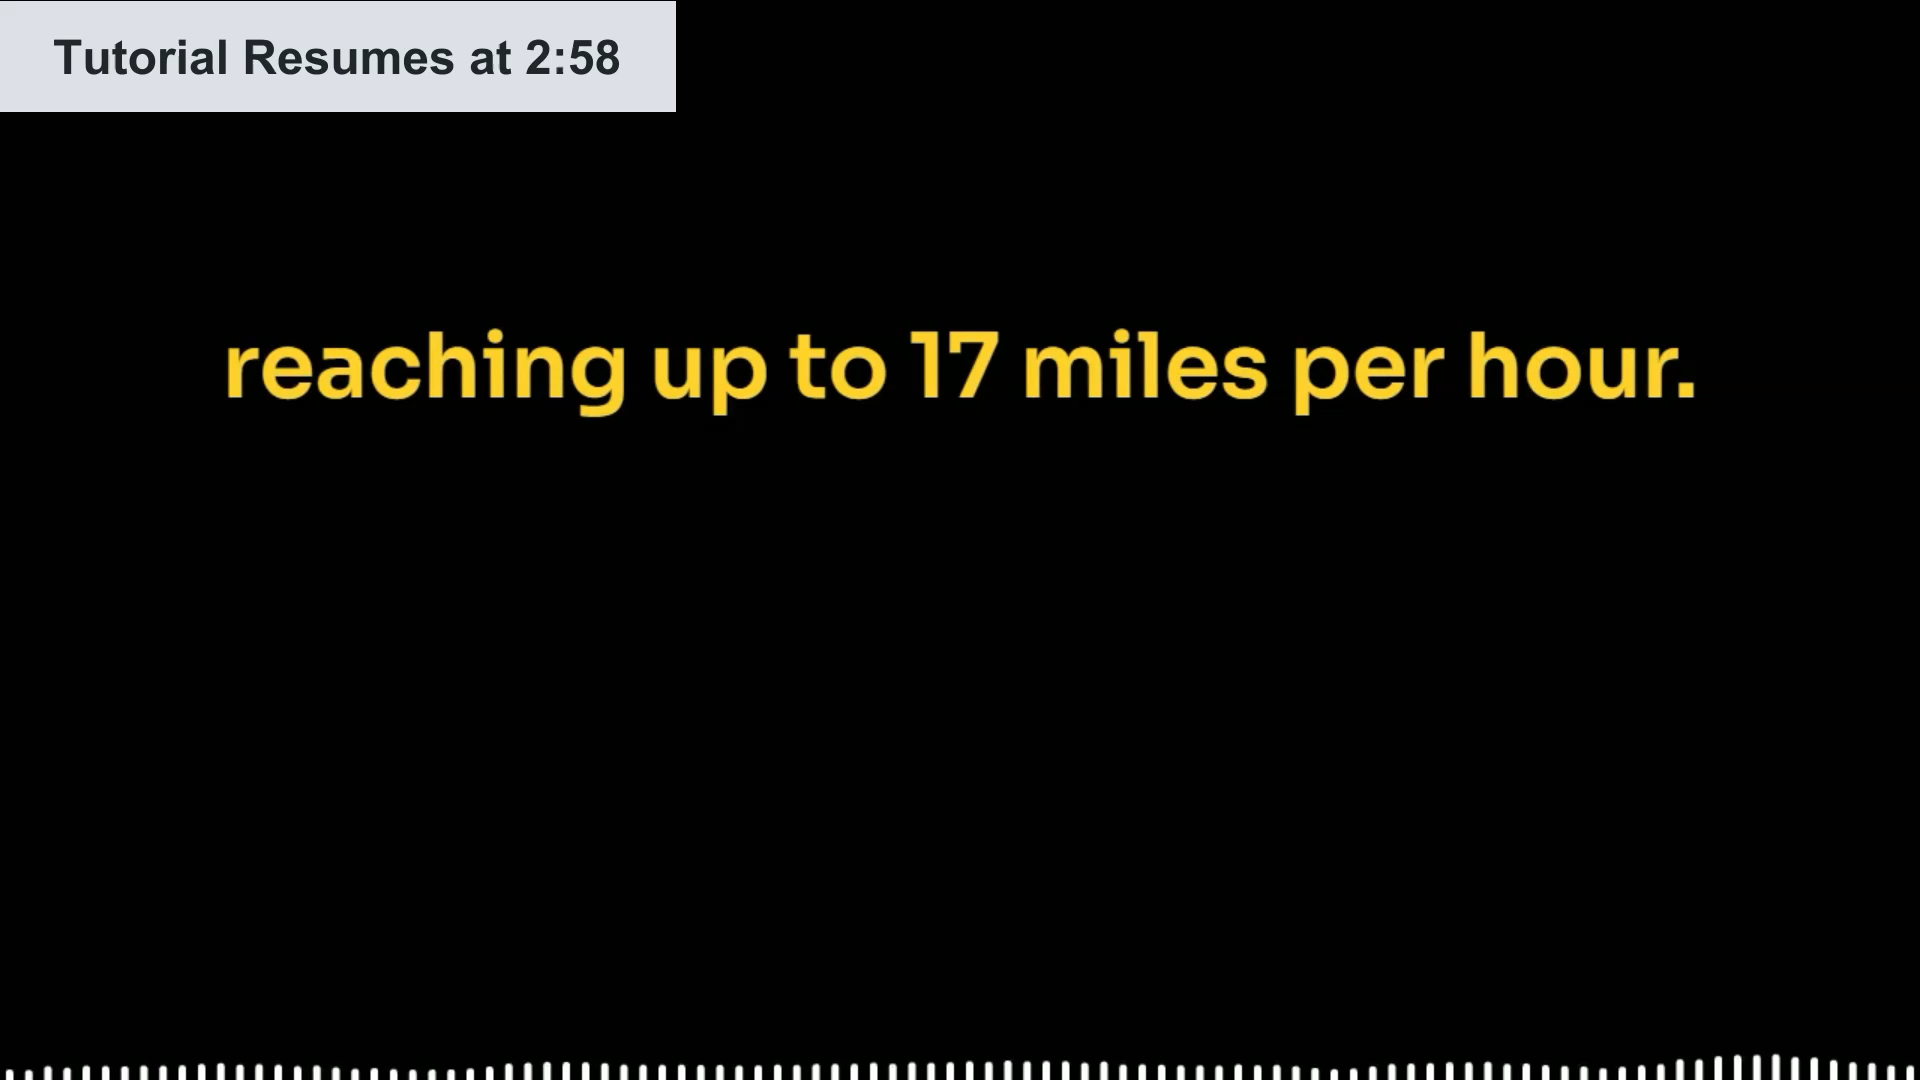 Tutorial Resumes at 2:58
reaching up to 17 miles per hour.